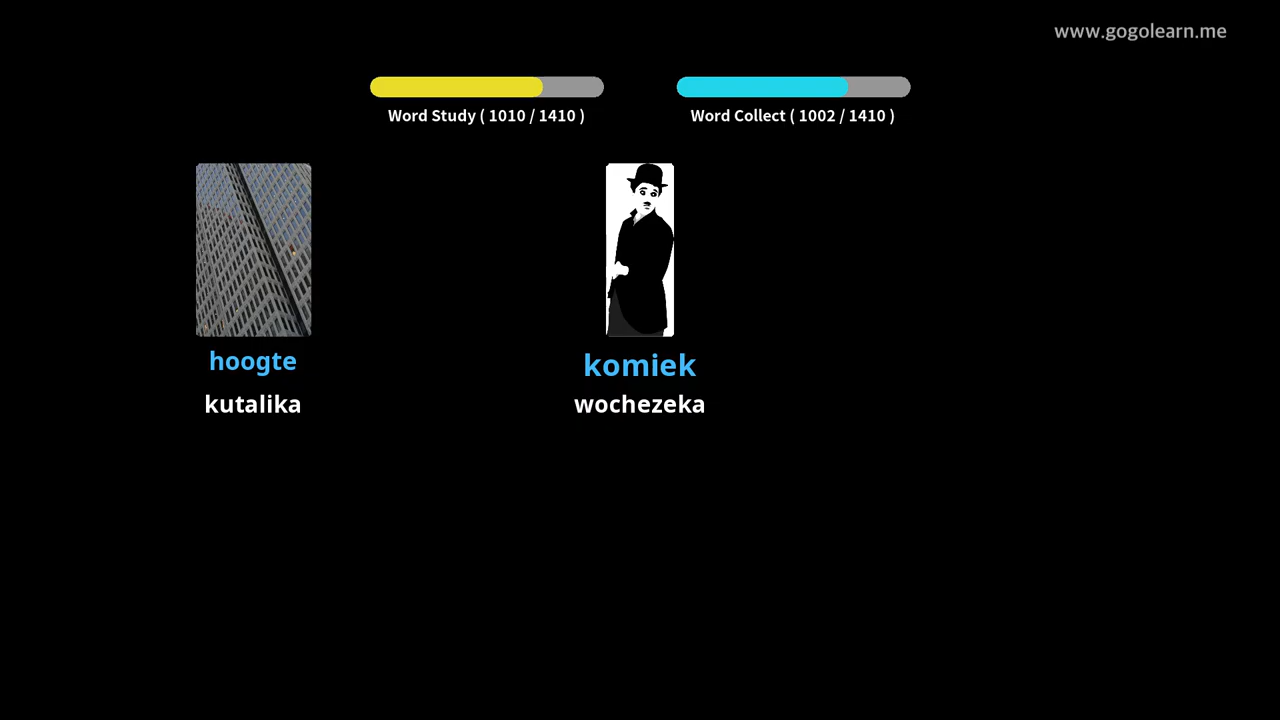 www.gogolearn.me
Word Study ( 1010 / 1410 )
Word Collect ( 1002 / 1410 )
hoogte
kutalika
komiek
wochezeka